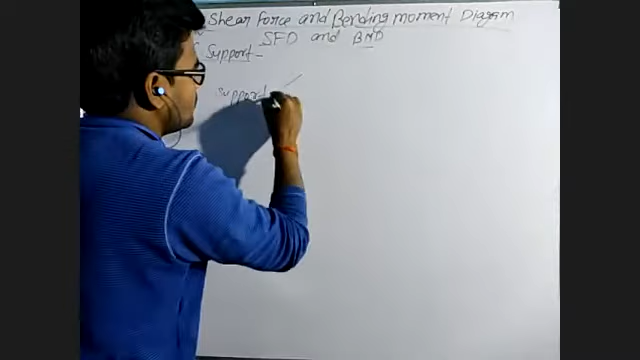 Shear Force and Bending moment Diagram
SFD and BMD
Support -
Support